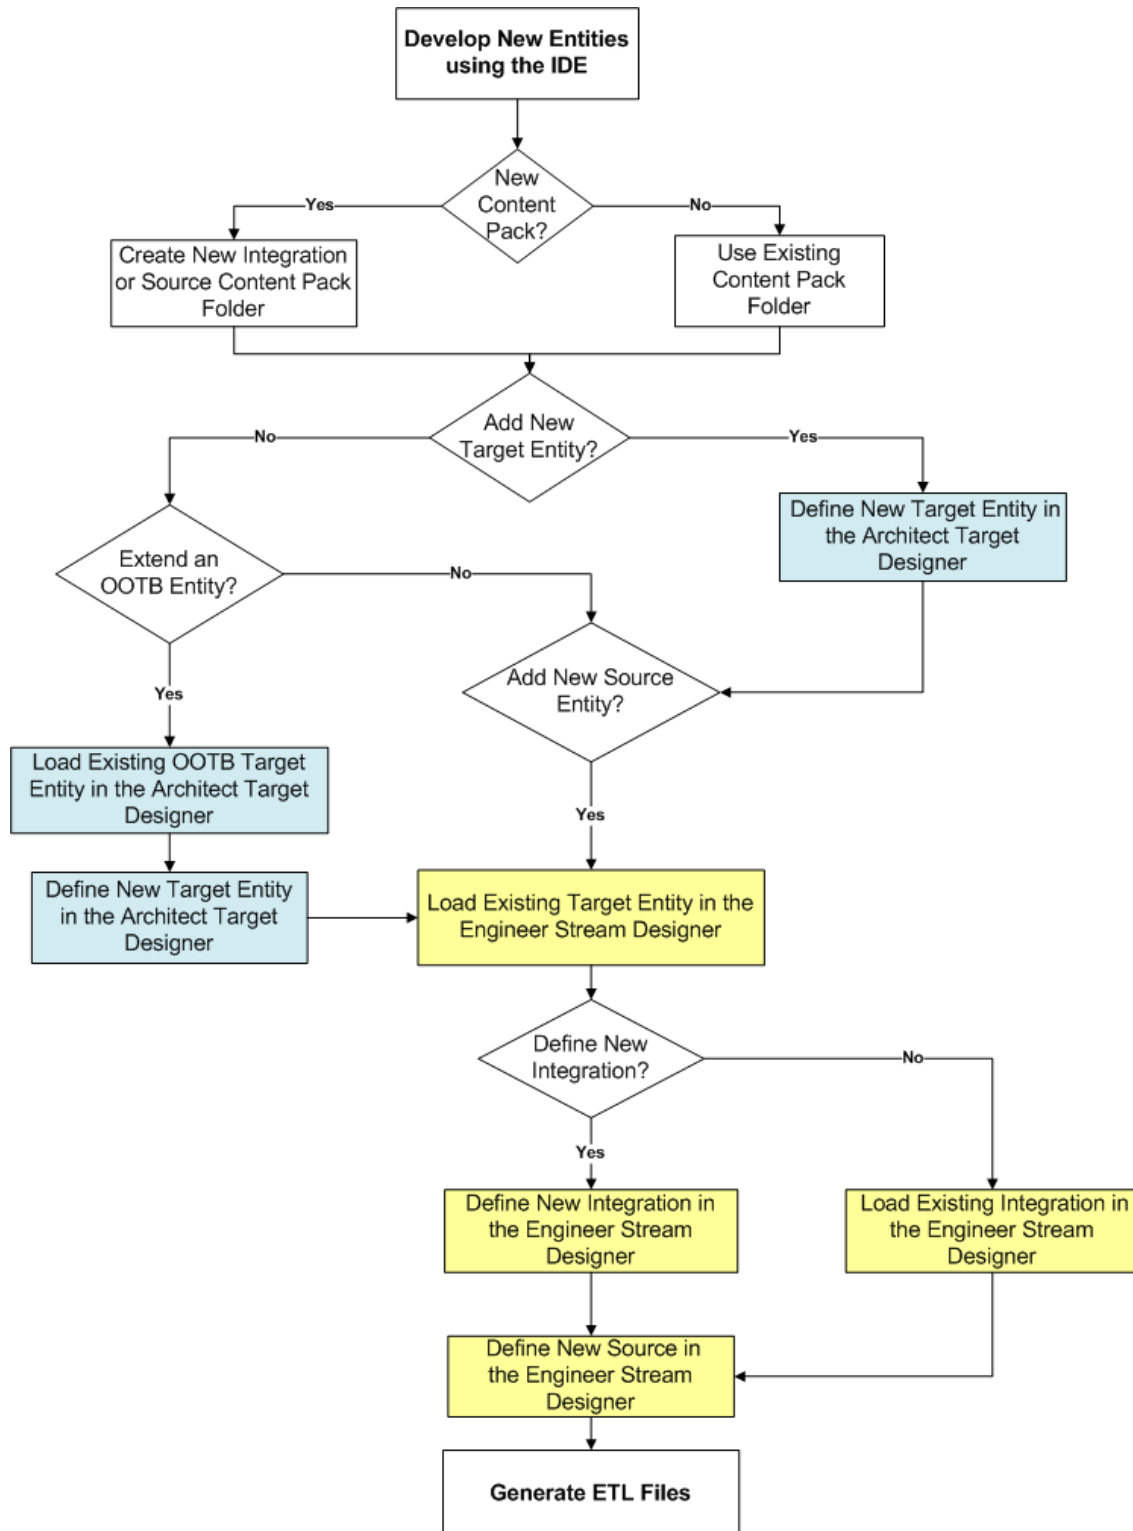 Develop New Entities
using the IDE
New
Content
Pack?
Yes
No
Create New Integration
or Source Content Pack
Folder
Use Existing
Content Pack
Folder
Add New
Target Entity?
No
Yes
Define New Target Entity in
the Architect Target
Designer
Extend an
OOTB Entity?
No
Add New Source
Entity?
Yes
Load Existing OOTB Target
Entity in the Architect Target
Designer
Yes
Define New Target Entity
in the Architect Target
Designer
Load Existing Target Entity in the
Engineer Stream Designer
Define New
Integration?
No
Yes
Define New Integration in
the Engineer Stream
Designer
Load Existing Integration in
the Engineer Stream
Designer
Define New Source in
the Engineer Stream
Designer
Generate ETL Files